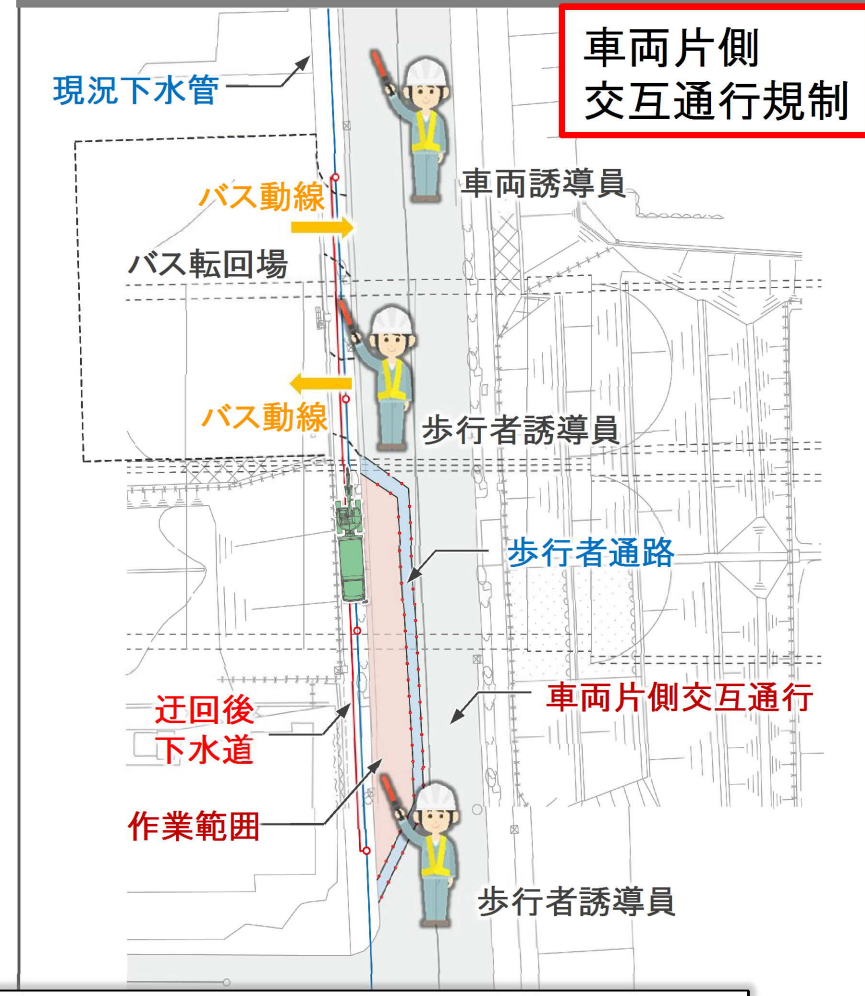 車両片側
交互通行規制
現況下水管
車両誘導員
バス動線
バス転回場
バス動線
歩行者誘導員
歩行者通路
車両片側交互通行
迂回後
下水道
作業範囲
歩行者誘導員